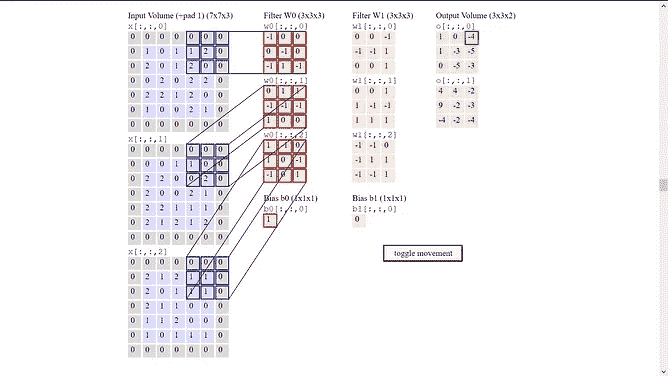 Input Volume (+pad 1) (7x7x3)
x[:,:,0]
0 0 0 0 0 0 0
0 1 0 1 1 2 0
0 1 0 1 2 0 0
0 0 2 0 2 2 0
0 2 2 1 2 0 0
0 1 0 0 2 1 0
0 0 0 0 0 0 0
x[:,:,1]
0 0 0 0 0 0 0
0 0 0 1 1 0 0
0 0 0 0 0 2 0
0 2 0 0 2 1 0
0 2 2 1 1 1 0
0 2 1 2 1 2 0
0 0 0 0 0 0 0
x[:,:,2]
0 0 0 0 0 0 0
0 2 1 2 1 1 0
0 2 0 1 1 1 0
0 2 1 1 0 0 0
0 1 1 2 0 0 0
0 1 0 1 1 1 0
0 0 0 0 0 0 0
Filter W0 (3x3x3)
w0[:,:,0]
-1 0 0
0 -1 0
-1 1 -1
w0[:,:,1]
0 1 1
-1 -1 -1
1 0 0
w0[:,:,2]
1 -1 0
1 0 -1
-1 0 1
Bias b0 (1x1x1)
b0[:,:,0]
1
Filter W1 (3x3x3)
w1[:,:,0]
0 0 -1
-1 -1 1
0 0 1
w1[:,:,1]
0 0 1
1 -1 -1
1 1 1
w1[:,:,2]
-1 -1 0
-1 1 1
-1 -1 1
Bias b1 (1x1x1)
b1[:,:,0]
0
Output Volume (3x3x2)
o[:,:,0]
1 0 -4
1 -3 -5
0 -5 -3
o[:,:,1]
4 4 -2
9 -2 -3
-4 -2 -4
toggle movement